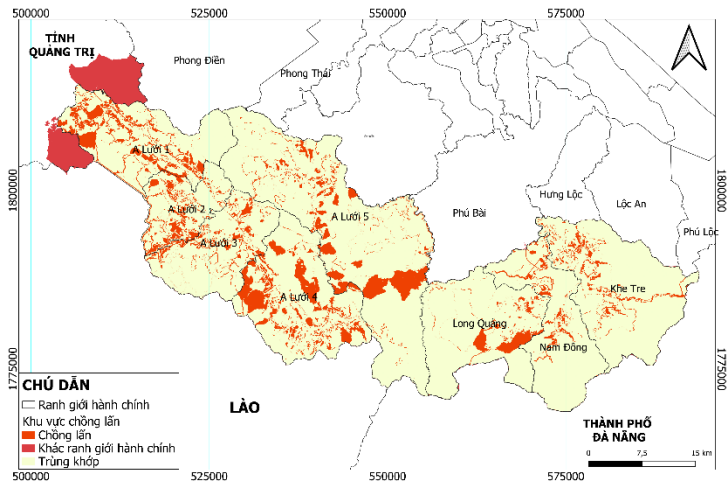 500000 525000 550000 575000
TỈNH
QUẢNG TRỊ
Phong Điền
Phong Thái
A Lưới 1
1800000
1800000
Hưng Lộc
Lộc An
A Lưới 2
A Lưới 5
Phú Bài
Phú Lộc
A Lưới 3
A Lưới 4
Khe Tre
Long Quảng
Nam Đông
1775000
1775000
CHÚ DẪN
Ranh giới hành chính
Khu vực chồng lấn
Chồng lấn
Khác ranh giới hành chính
Trùng khớp
LÀO
THÀNH PHỐ
ĐÀ NẴNG
0 7,5 15 km
500000 525000 550000 575000